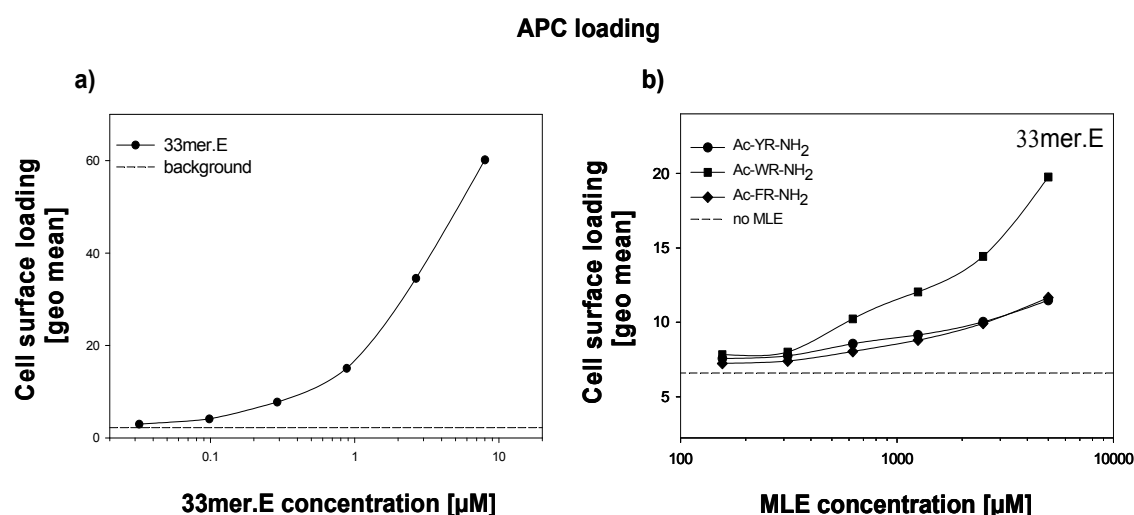 APC loading
a)
33mer.E
background
60
40
20
0
0.1
1
10
Cell surface loading
[geo mean]
33mer.E concentration [µM]
b)
33mer.E
Ac-YR-NH2
Ac-WR-NH2
Ac-FR-NH2
no MLE
20
15
10
5
100
1000
10000
Cell surface loading
[geo mean]
MLE concentration [µM]